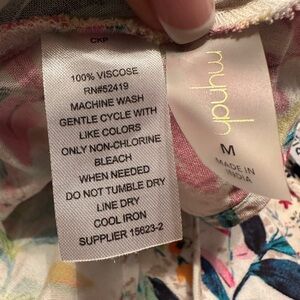 CKP
100% VISCOSE
RN#52419
MACHINE WASH
GENTLE CYCLE WITH
LIKE COLORS
ONLY NON-CHLORINE
BLEACH
WHEN NEEDED
DO NOT TUMBLE DRY
LINE DRY
COOL IRON
SUPPLIER 15623-2
mynah
M
MADE IN
INDIA